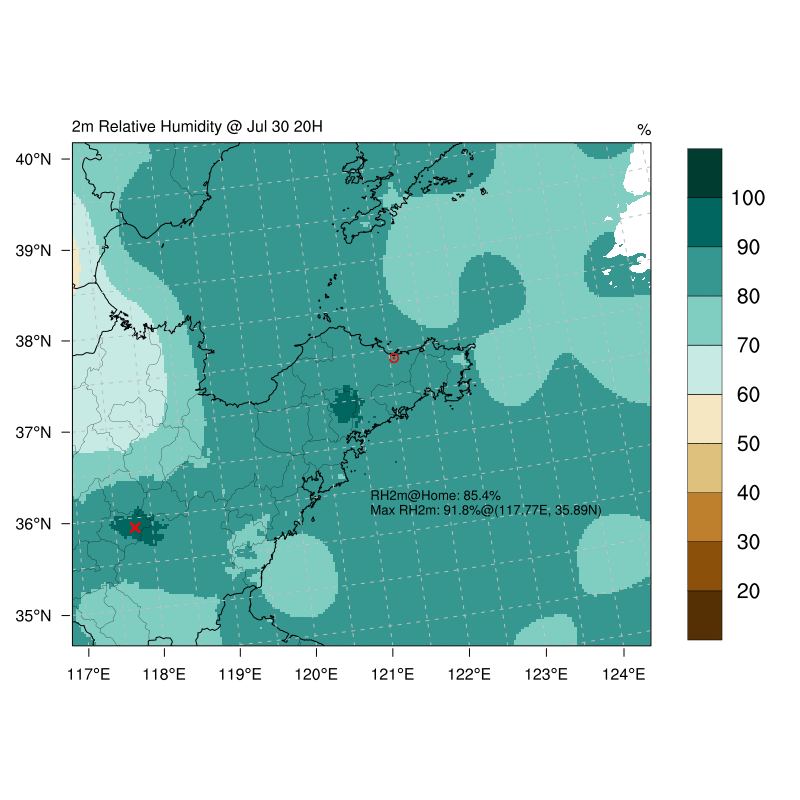 2m Relative Humidity @ Jul 30 20H
%
40°N
39°N
38°N
37°N
36°N
35°N
117°E
118°E
119°E
120°E
121°E
122°E
123°E
124°E
RH2m@Home: 85.4%
Max RH2m: 91.8%@(117.77E, 35.89N)
100
90
80
70
60
50
40
30
20